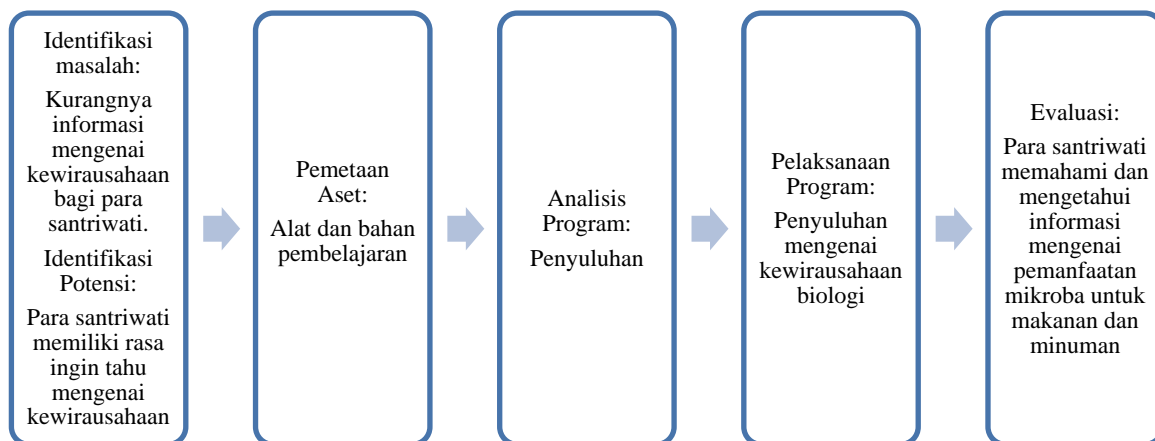 Identifikasi
masalah:
Kurangnya
informasi
mengenai
kewirausahaan
bagi para
santriwati.
Identifikasi
Potensi:
Para santriwati
memiliki rasa
ingin tahu
mengenai
kewirausahaan
Pemetaan
Aset:
Alat dan bahan
pembelajaran
Analisis
Program:
Penyuluhan
Pelaksanaan
Program:
Penyuluhan
mengenai
kewirausahaan
biologi
Evaluasi:
Para santriwati
memahami dan
mengetahui
informasi
mengenai
pemanfaatan
mikroba untuk
makanan dan
minuman